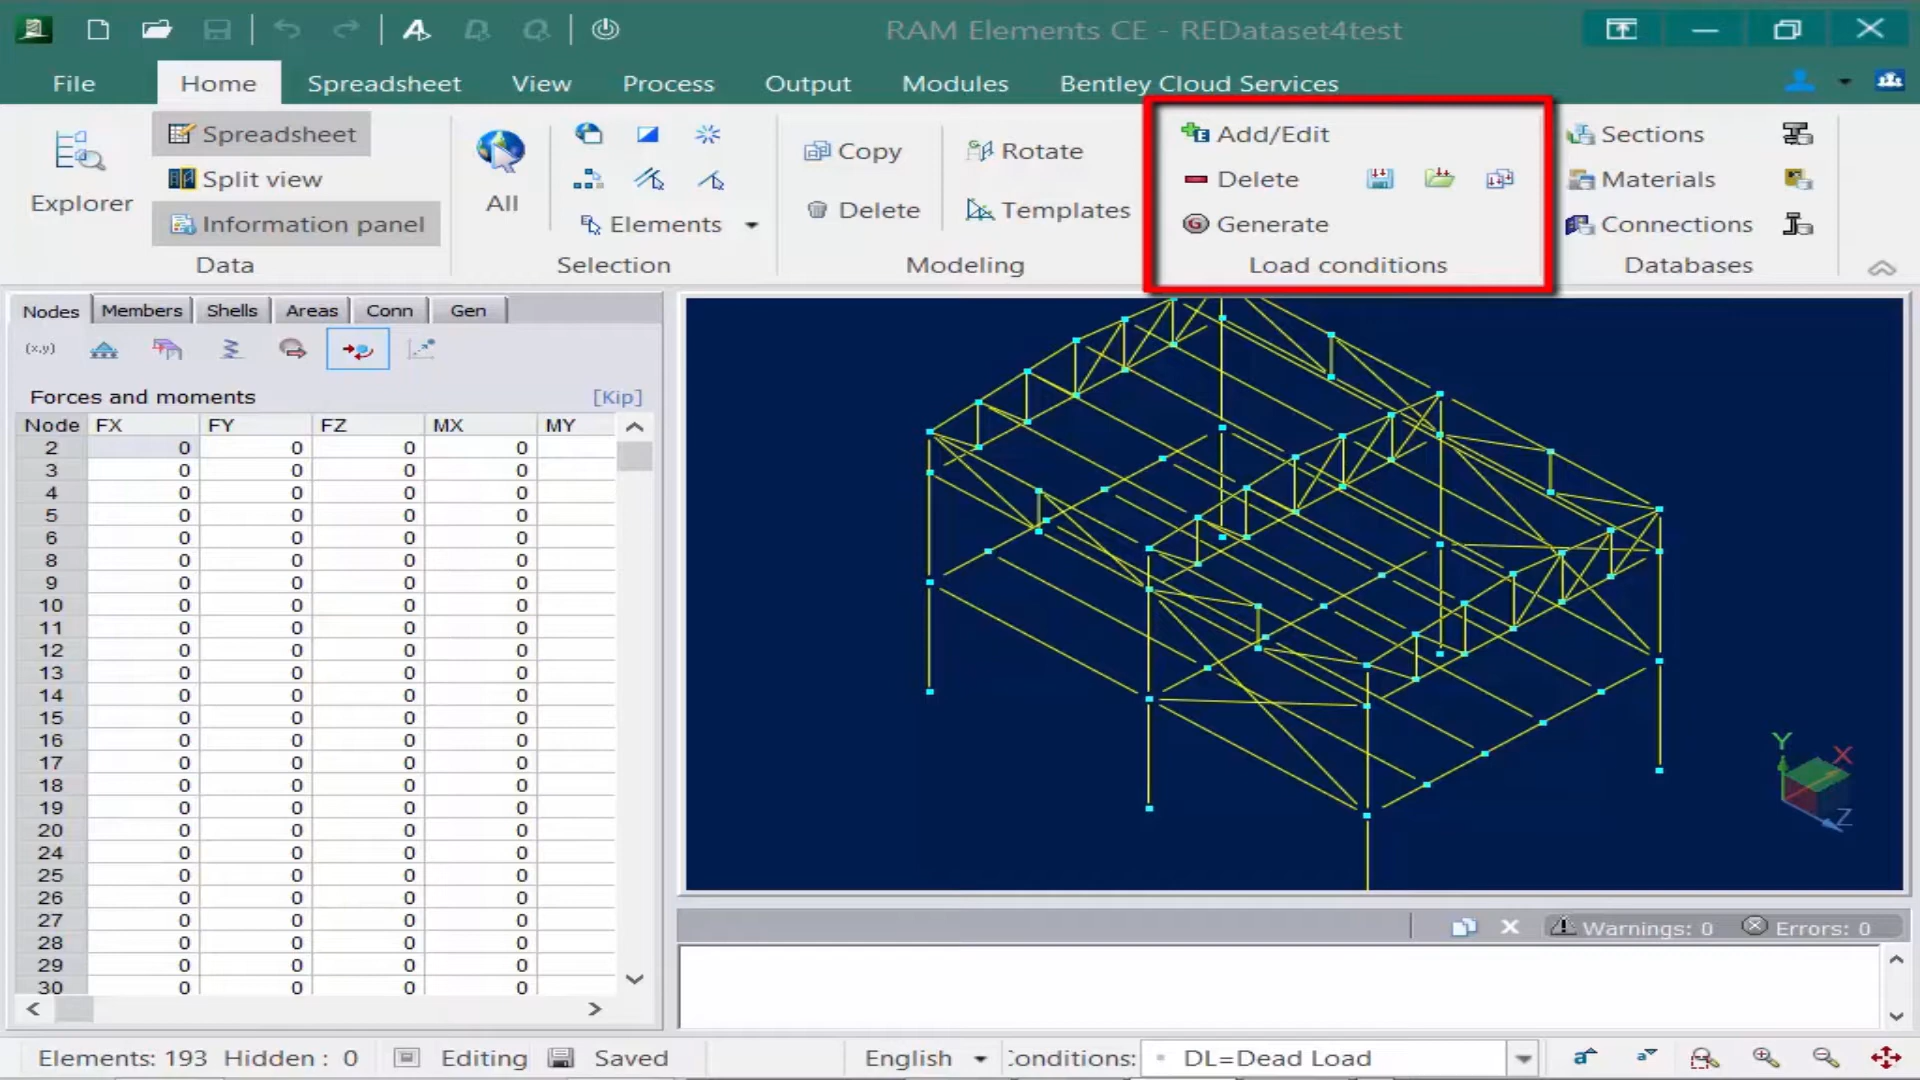 RAM Elements CE - REDataset4test
File Home Spreadsheet View Process Output Modules Bentley Cloud Services
Explorer
Spreadsheet
Split view
Information panel
Data
All
Elements
Selection
Copy
Delete
Rotate
Templates
Modeling
Add/Edit
Delete
Generate
Load conditions
Sections
Materials
Connections
Databases
Nodes Members Shells Areas Conn Gen
(x,y)
Forces and moments [Kip]
Node FX FY FZ MX MY
2 0 0 0 0
3 0 0 0 0
4 0 0 0 0
5 0 0 0 0
6 0 0 0 0
8 0 0 0 0
9 0 0 0 0
10 0 0 0 0
11 0 0 0 0
12 0 0 0 0
13 0 0 0 0
14 0 0 0 0
15 0 0 0 0
16 0 0 0 0
17 0 0 0 0
18 0 0 0 0
19 0 0 0 0
20 0 0 0 0
24 0 0 0 0
25 0 0 0 0
26 0 0 0 0
27 0 0 0 0
28 0 0 0 0
29 0 0 0 0
30 0 0 0 0
Y X
Z
Warnings: 0 Errors: 0
Elements: 193 Hidden : 0 Editing Saved English onditions: DL=Dead Load